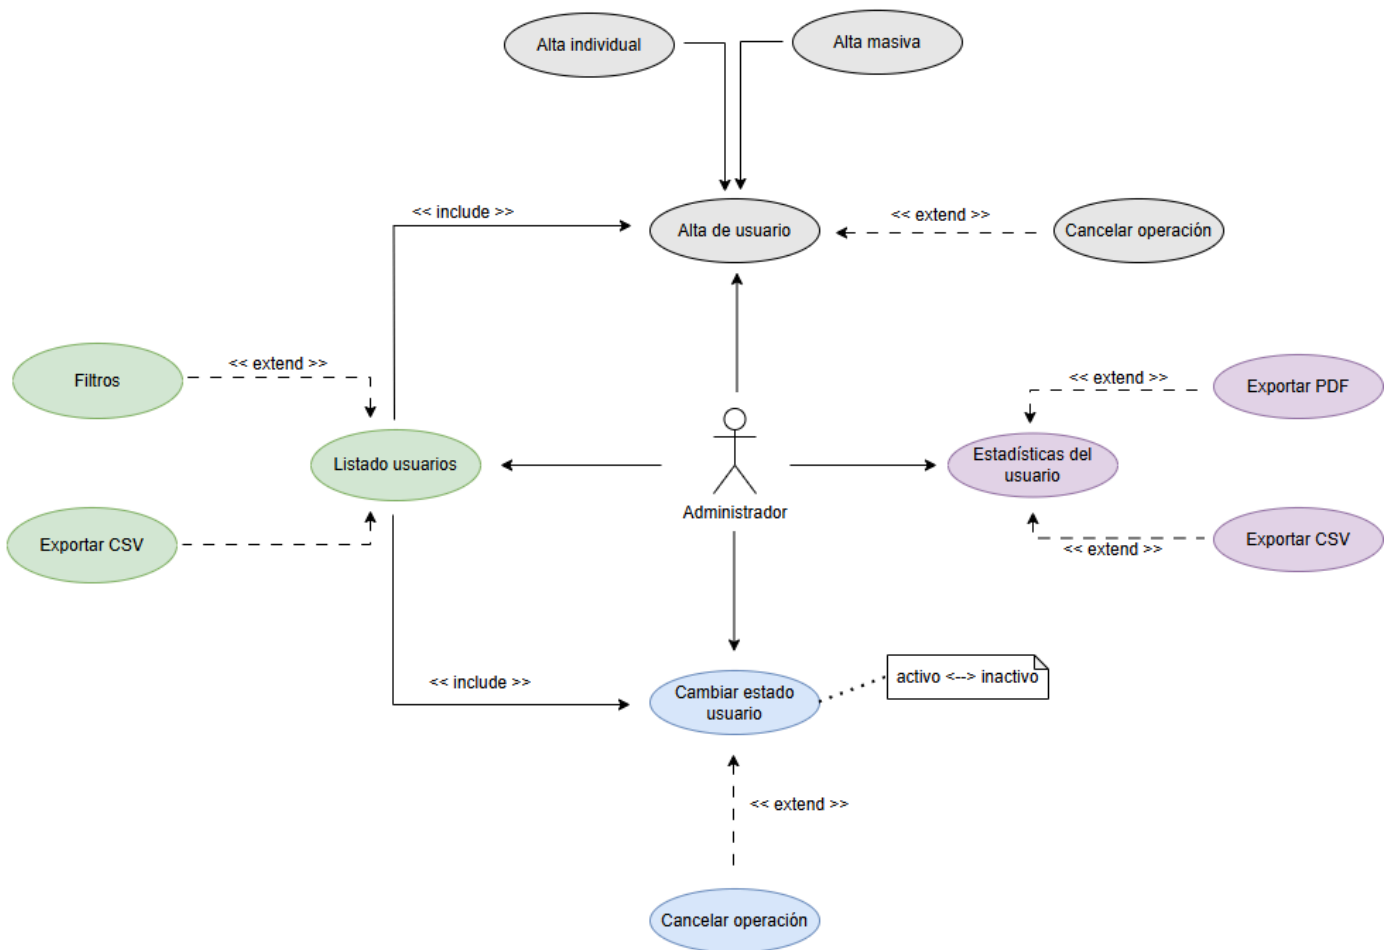 Alta individual
Alta masiva
<< include >>
Alta de usuario
<< extend >>
Cancelar operación
Filtros
<< extend >>
<< extend >>
Exportar PDF
Listado usuarios
Estadísticas del
usuario
Administrador
Exportar CSV
<< extend >>
Exportar CSV
<< include >>
Cambiar estado
usuario
activo <--> inactivo
<< extend >>
Cancelar operación